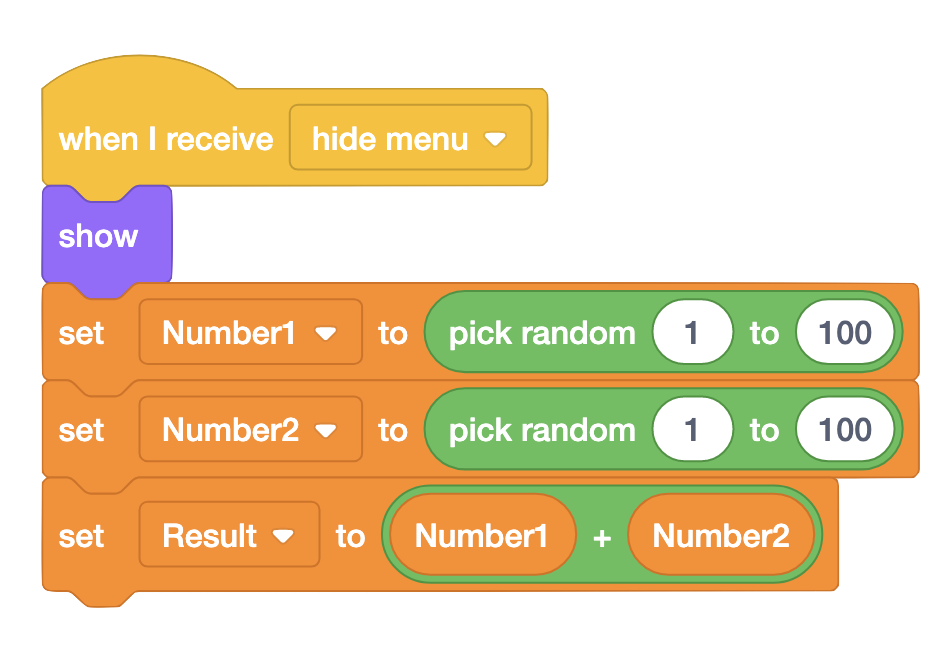 when I receive hide menu
show
set Number1 to pick random 1 to 100
set Number2 to pick random 1 to 100
set Result to Number1 + Number2